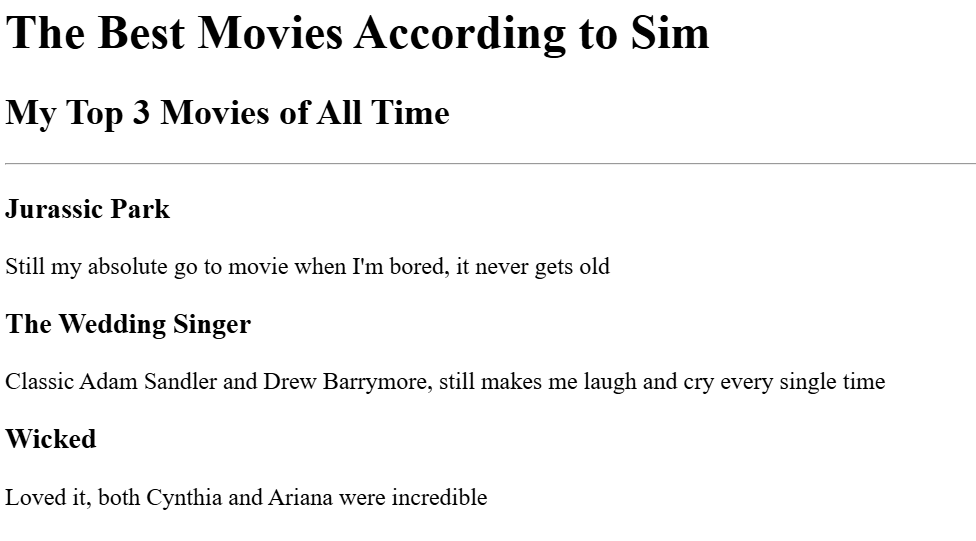 The Best Movies According to Sim
My Top 3 Movies of All Time
Jurassic Park
Still my absolute go to movie when I'm bored, it never gets old
The Wedding Singer
Classic Adam Sandler and Drew Barrymore, still makes me laugh and cry every single time
Wicked
Loved it, both Cynthia and Ariana were incredible